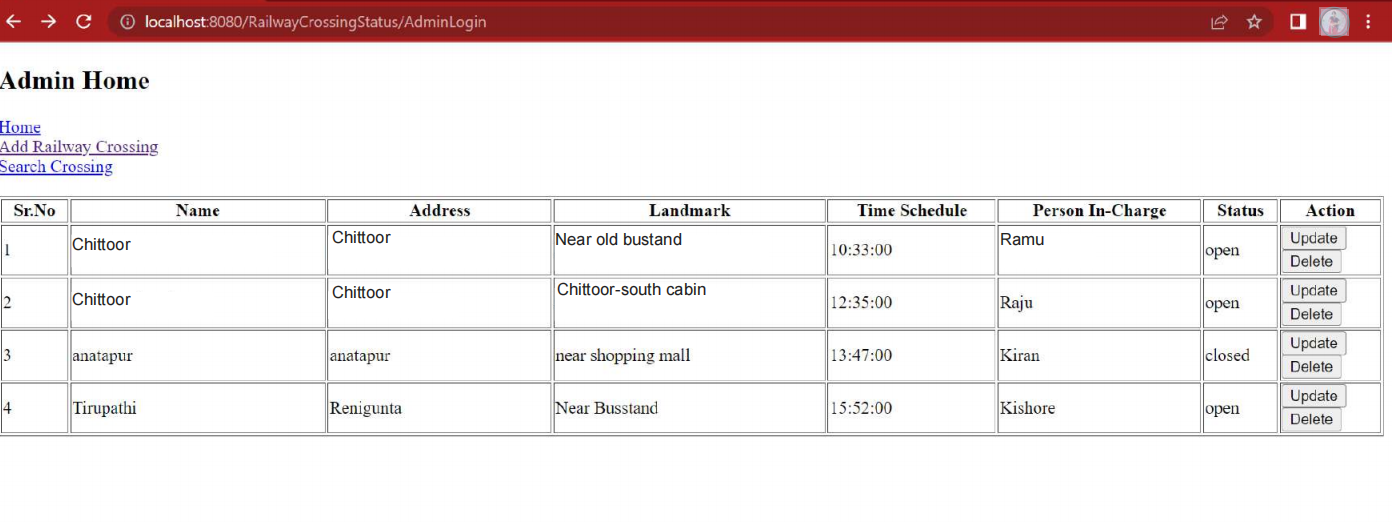 localhost:8080/RailwayCrossingStatus/AdminLogin
Admin Home
Home
Add Railway Crossing
Search Crossing
Sr.No Name Address Landmark Time Schedule Person In-Charge Status Action
1 Chittoor Chittoor Near old bustand 10:33:00 Ramu open Update
Delete
2 Chittoor Chittoor Chittoor-south cabin 12:35:00 Raju open Update
Delete
3 anatapur anatapur near shopping mall 13:47:00 Kiran closed Update
Delete
4 Tirupathi Renigunta Near Busstand 15:52:00 Kishore open Update
Delete